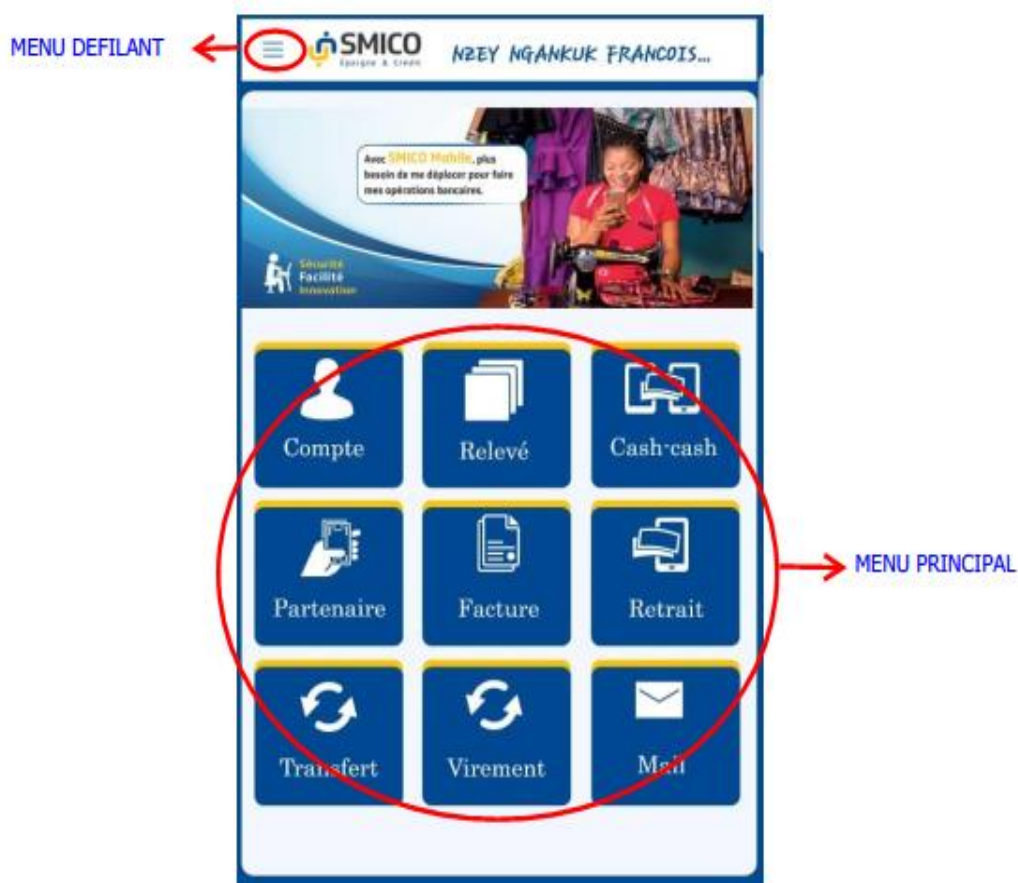 MENU DEFILANT
SMICO
Epargne & Crédit
NZEY NGANKUK FRANCOIS...
Avec SMICO Mobile, plus
besoin de me déplacer pour faire
mes opérations bancaires.
Sécurité
Facilité
Innovation
Compte
Relevé
Cash-cash
Partenaire
Facture
Retrait
MENU PRINCIPAL
Transfert
Virement
Mail